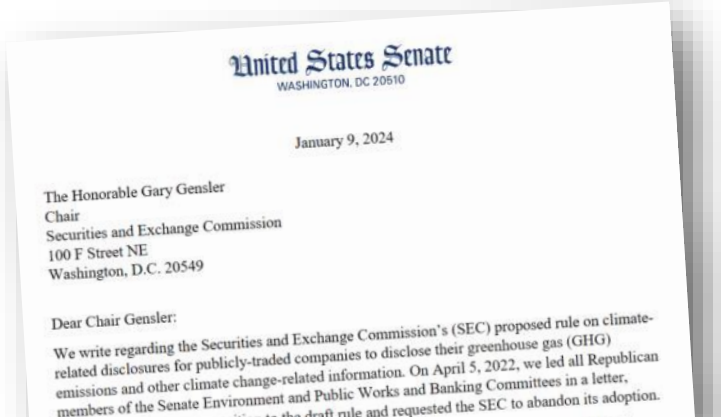 United States Senate
WASHINGTON, DC 20510
January 9, 2024
The Honorable Gary Gensler
Chair
Securities and Exchange Commission
100 F Street NE
Washington, D.C. 20549
Dear Chair Gensler:
We write regarding the Securities and Exchange Commission’s (SEC) proposed rule on climate-
related disclosures for publicly-traded companies to disclose their greenhouse gas (GHG)
emissions and other climate change-related information. On April 5, 2022, we led all Republican
members of the Senate Environment and Public Works and Banking Committees in a letter,
the draft rule and requested the SEC to abandon its adoption.